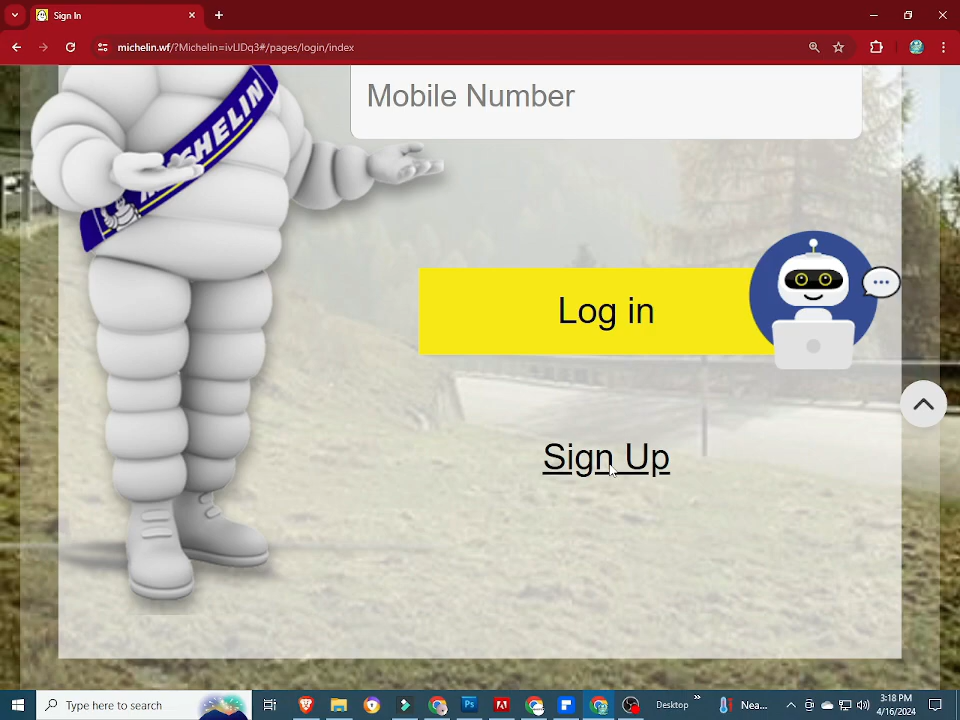 Sign In
michelin.wf/?Michelin=ivLIDq3#/pages/login/index
MICHELIN
Mobile Number
Log in
Sign Up
Type here to search
Desktop
Nea...
3:18 PM
4/16/2024